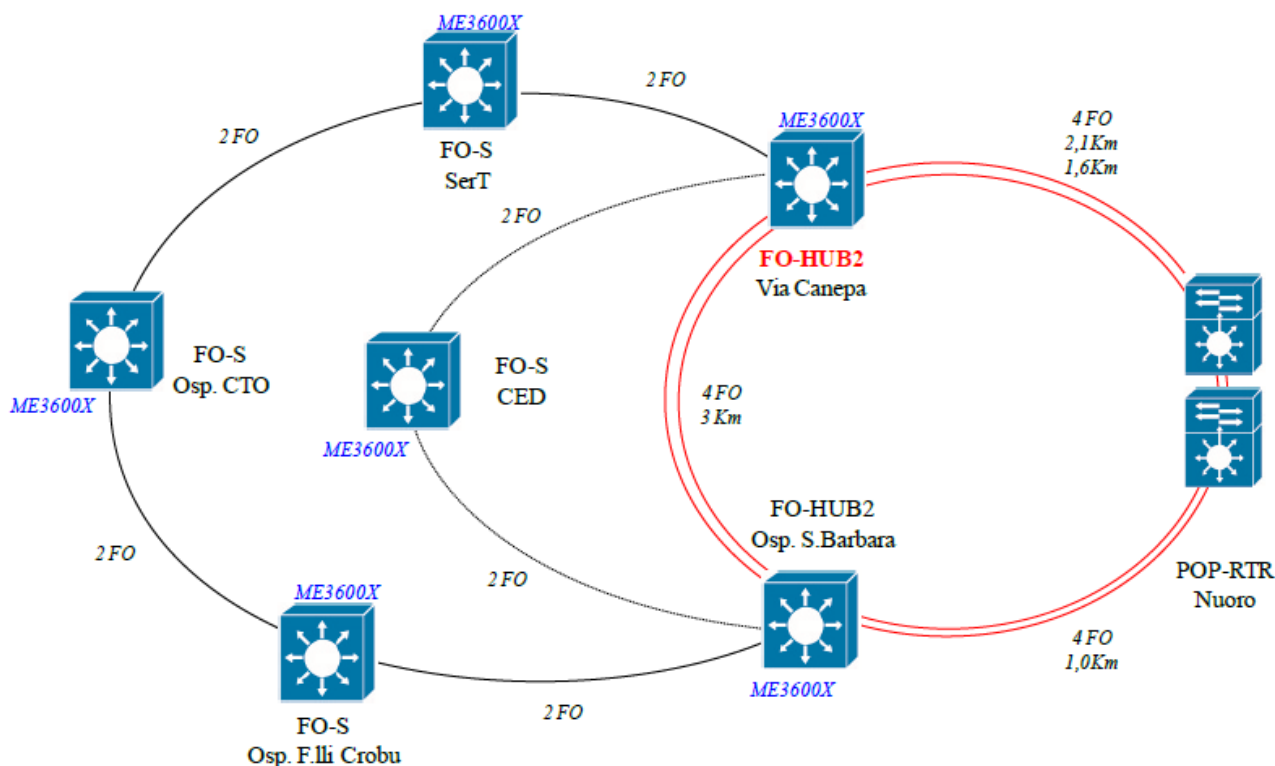 ME3600X
2 FO
2 FO
FO-S
SerT
ME3600X
4 FO
2,1Km
1,6Km
2 FO
FO-HUB2
Via Canepa
FO-S
Osp. CTO
ME3600X
FO-S
CED
ME3600X
4 FO
3 Km
FO-HUB2
Osp. S.Barbara
2 FO
2 FO
ME3600X
POP-RTR
Nuoro
4 FO
1,0Km
ME3600X
2 FO
FO-S
Osp. F.lli Crobu